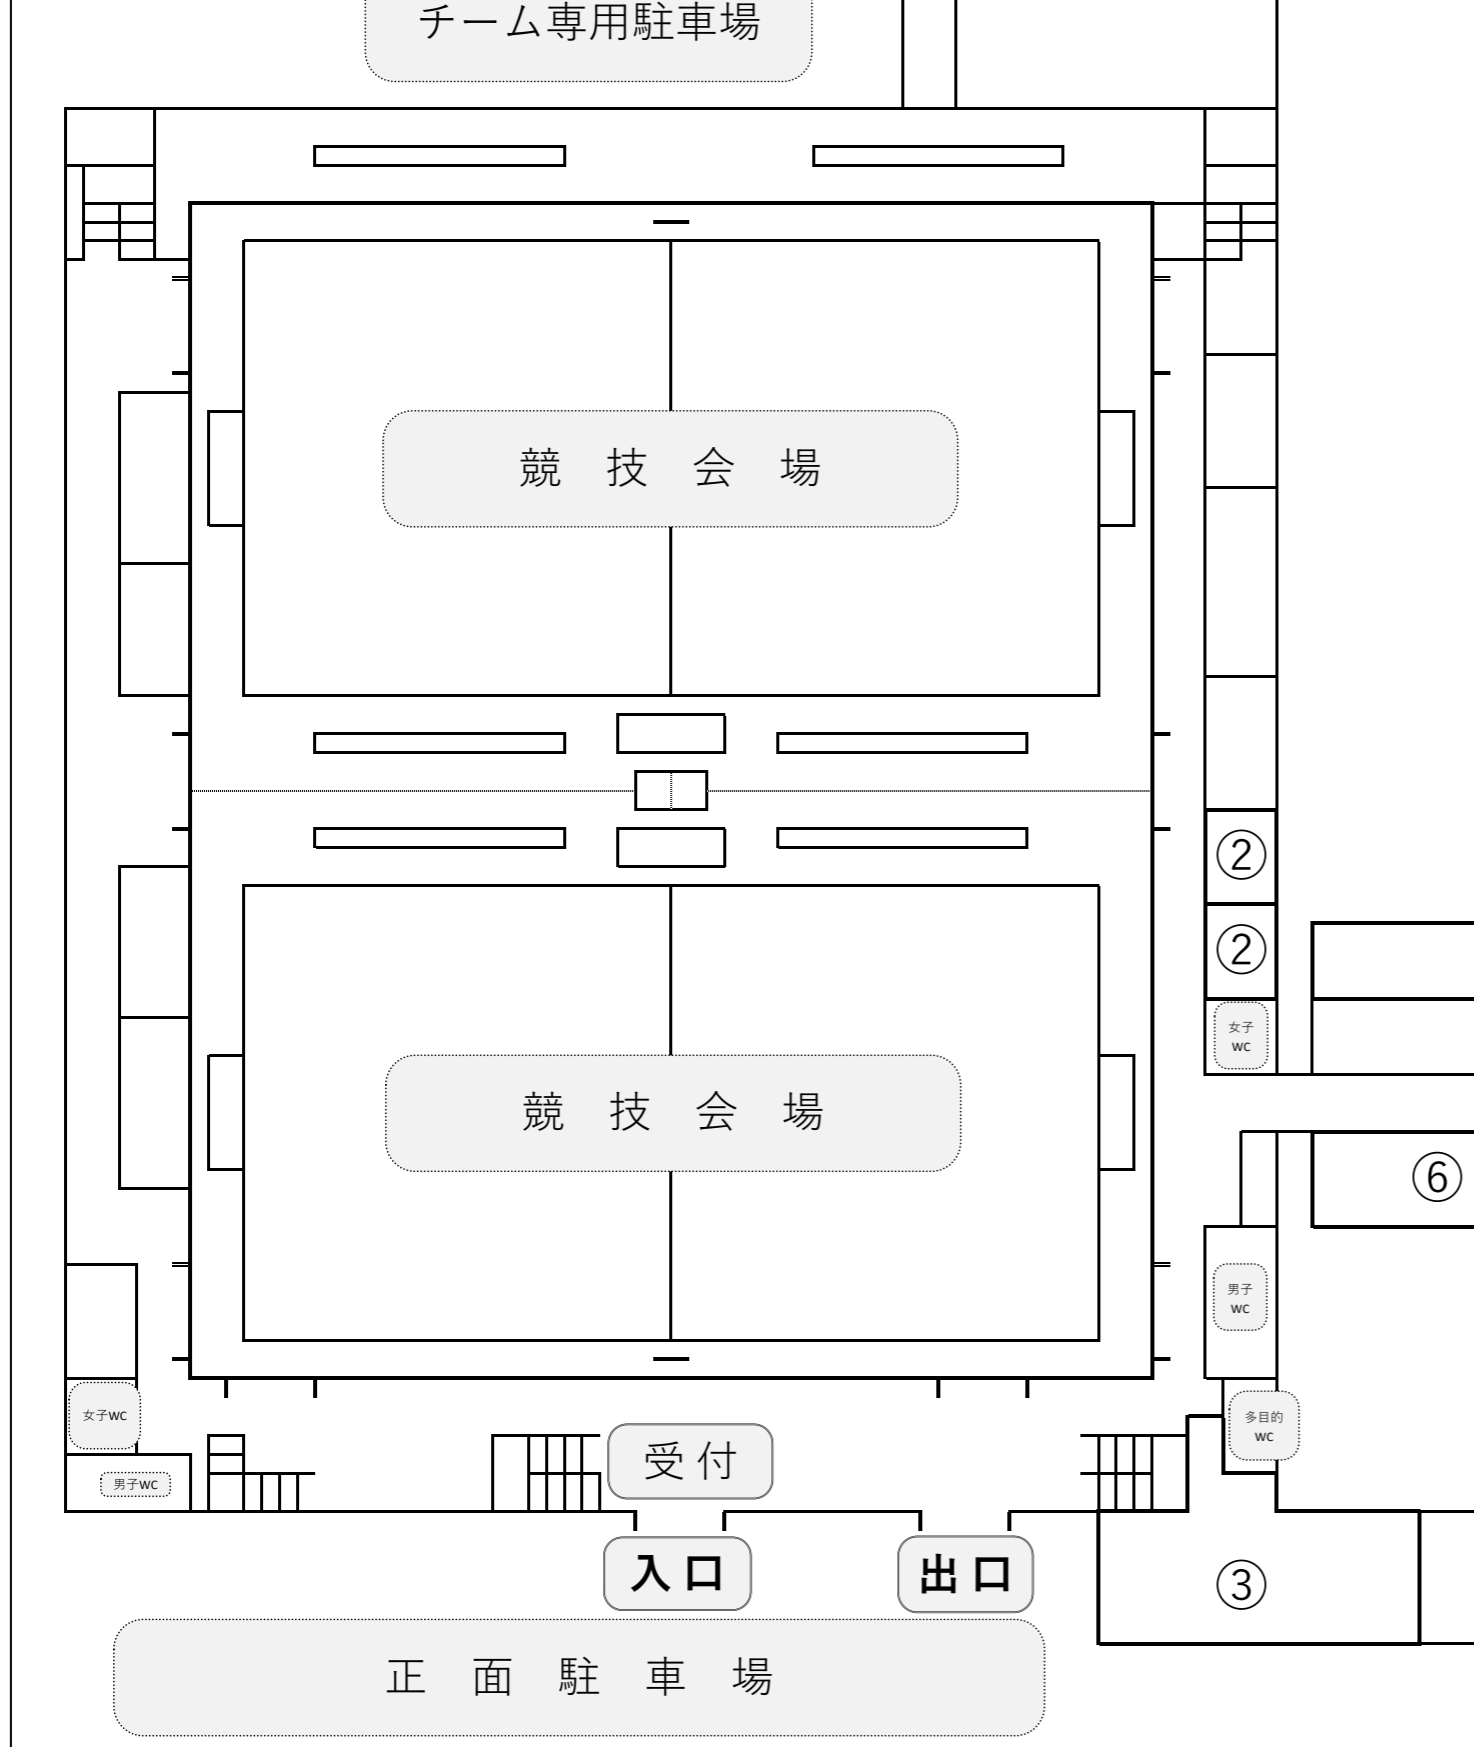 チーム専用駐車場
競技会場
②
②
女子
WC
競技会場
⑥
男子
WC
女子WC
多目的
WC
男子WC
受付
入口
出口
③
正面駐車場